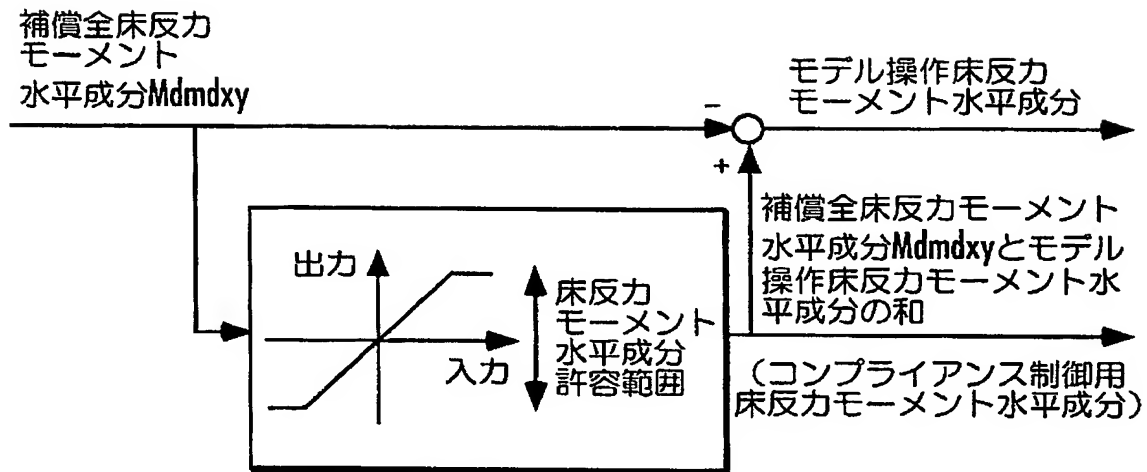 補償全床反力
モーメント
水平成分Mdmdxy
モデル操作床反力
モーメント水平成分
−
+
補償全床反力モーメント
水平成分Mdmdxyとモデル
操作床反力モーメント水
平成分の和
出力
入力
床反力
モーメント
水平成分
許容範囲
（コンプライアンス制御用
床反力モーメント水平成分）